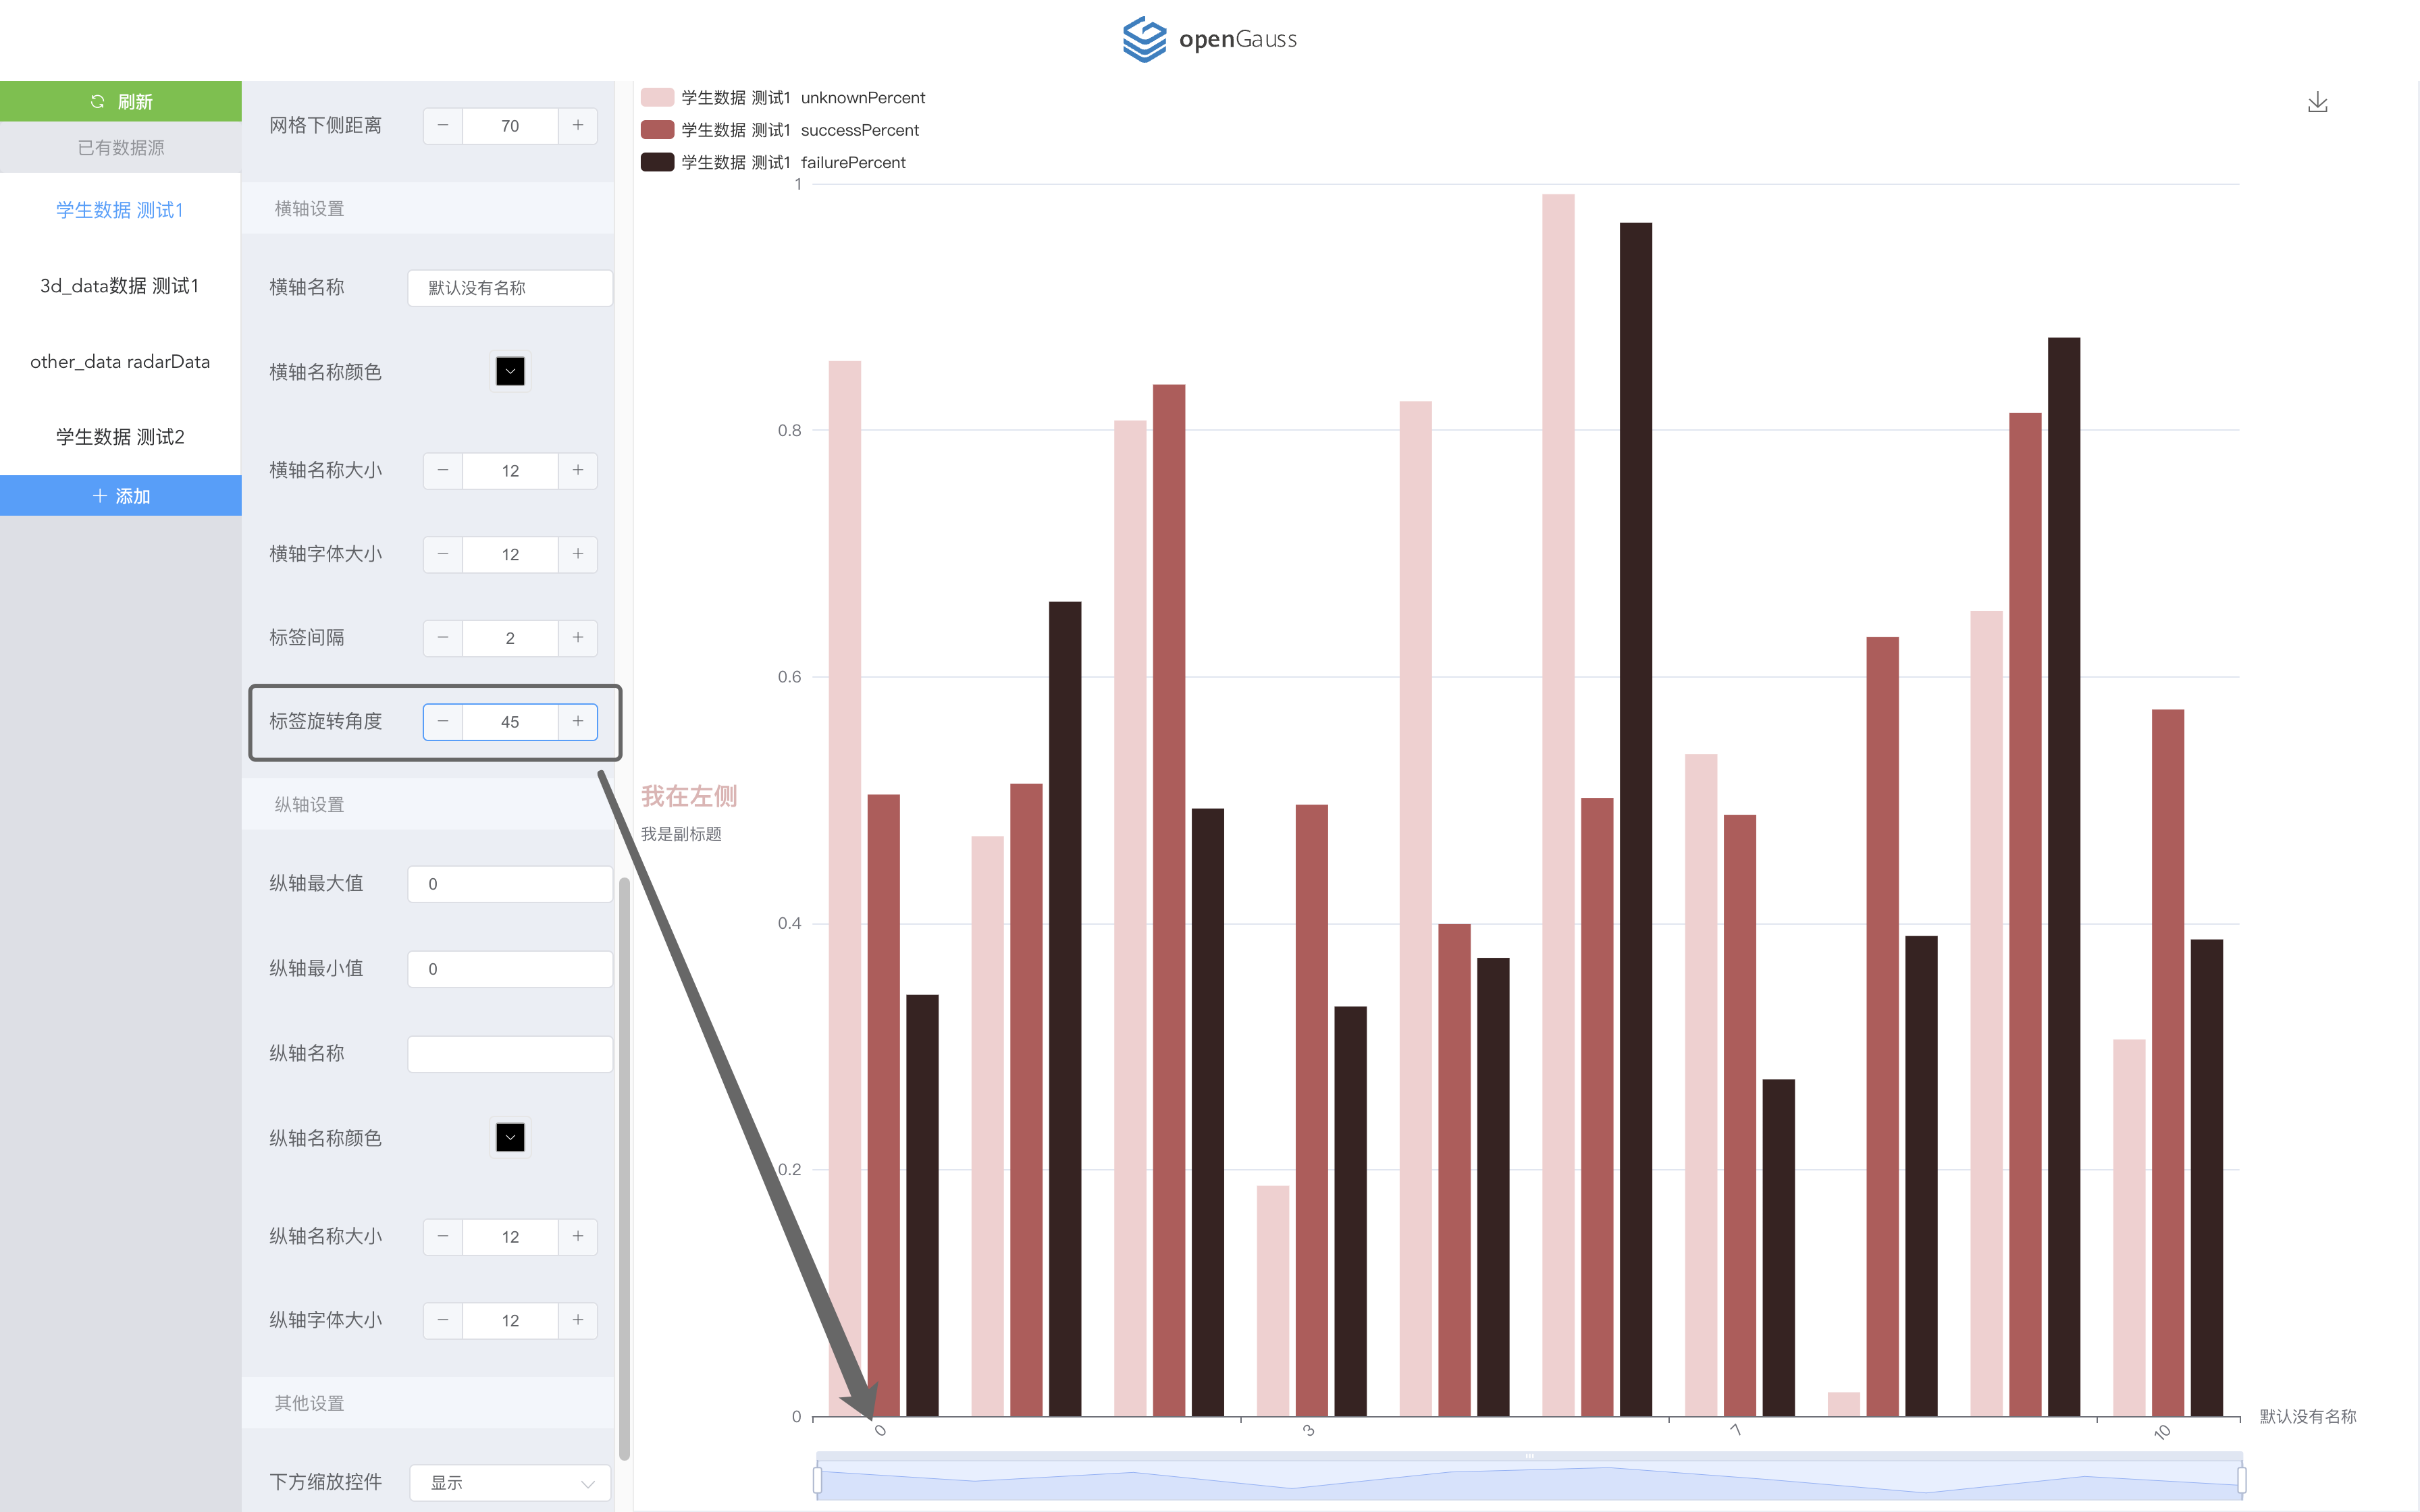 openGauss
刷新
已有数据源
学生数据 测试1
3d_data数据 测试1
other_data radarData
学生数据 测试2
添加
网格下侧距离
70
横轴设置
横轴名称
默认没有名称
横轴名称颜色
横轴名称大小
12
横轴字体大小
12
标签间隔
2
标签旋转角度
45
纵轴设置
纵轴最大值
0
纵轴最小值
0
纵轴名称
纵轴名称颜色
纵轴名称大小
12
纵轴字体大小
12
其他设置
下方缩放控件
显示
学生数据 测试1 unknownPercent
学生数据 测试1 successPercent
学生数据 测试1 failurePercent
我在左侧
我是副标题
1
0.8
0.6
0.4
0.2
0
0
3
7
10
默认没有名称